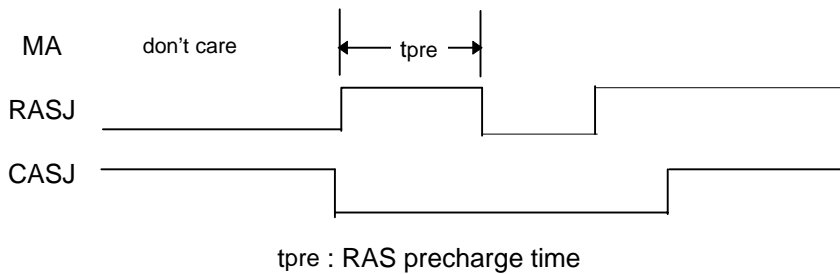 MA don't care tpre
RASJ
CASJ
tpre : RAS precharge time